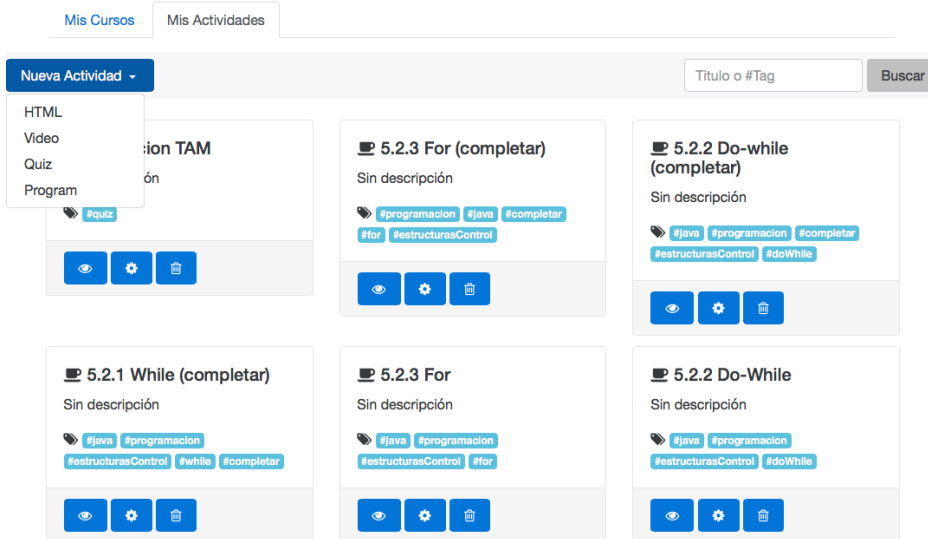 Mis Cursos
Mis Actividades
Nueva Actividad
Titulo o #Tag
Buscar
HTML
Video
Quiz
Program
ion TAM
ón
#quiz
5.2.3 For (completar)
Sin descripción
#programacion #java #completar
#for #estructurasControl
5.2.2 Do-while
(completar)
Sin descripción
#java #programacion #completar
#estructurasControl #doWhile
5.2.1 While (completar)
Sin descripción
#java #programacion
#estructurasControl #while #completar
5.2.3 For
Sin descripción
#java #programacion
#estructurasControl #for
5.2.2 Do-While
Sin descripción
#java #programacion
#estructurasControl #doWhile